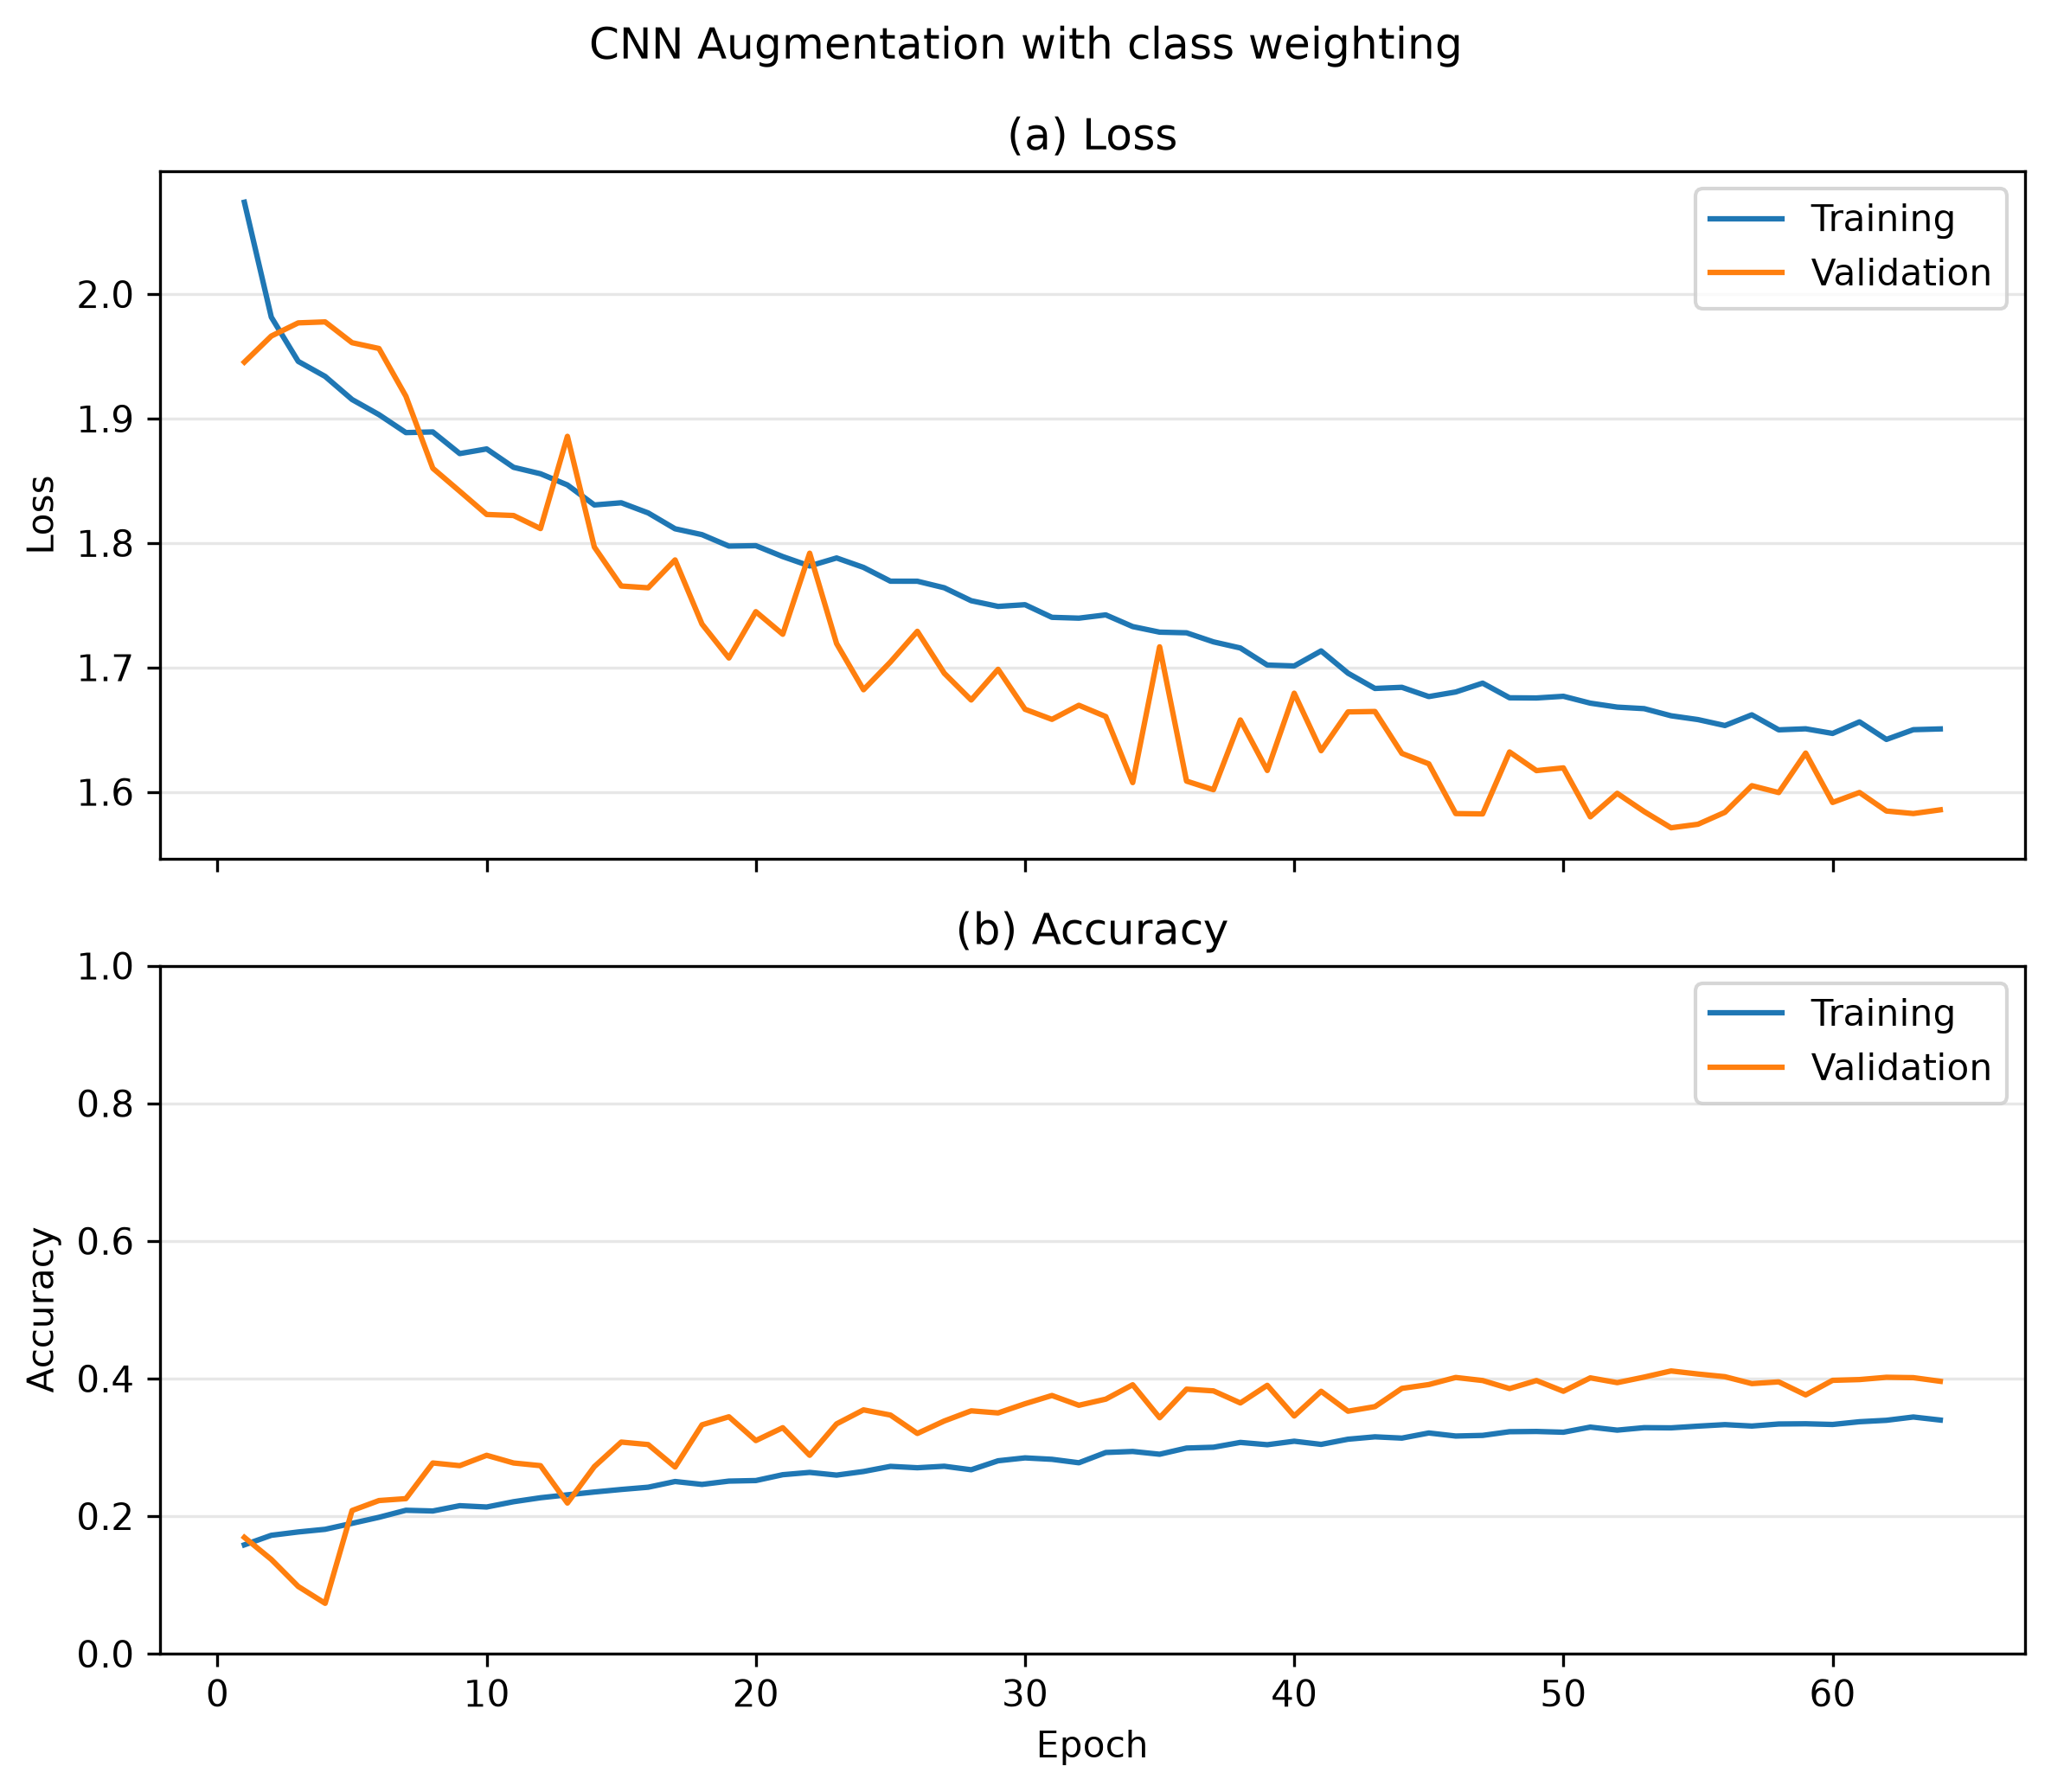 CNN Augmentation with class weighting
(a) Loss
Loss
2.0
1.9
1.8
1.7
1.6
Training
Validation
(b) Accuracy
Accuracy
1.0
0.8
0.6
0.4
0.2
0.0
Training
Validation
0 10 20 30 40 50 60
Epoch